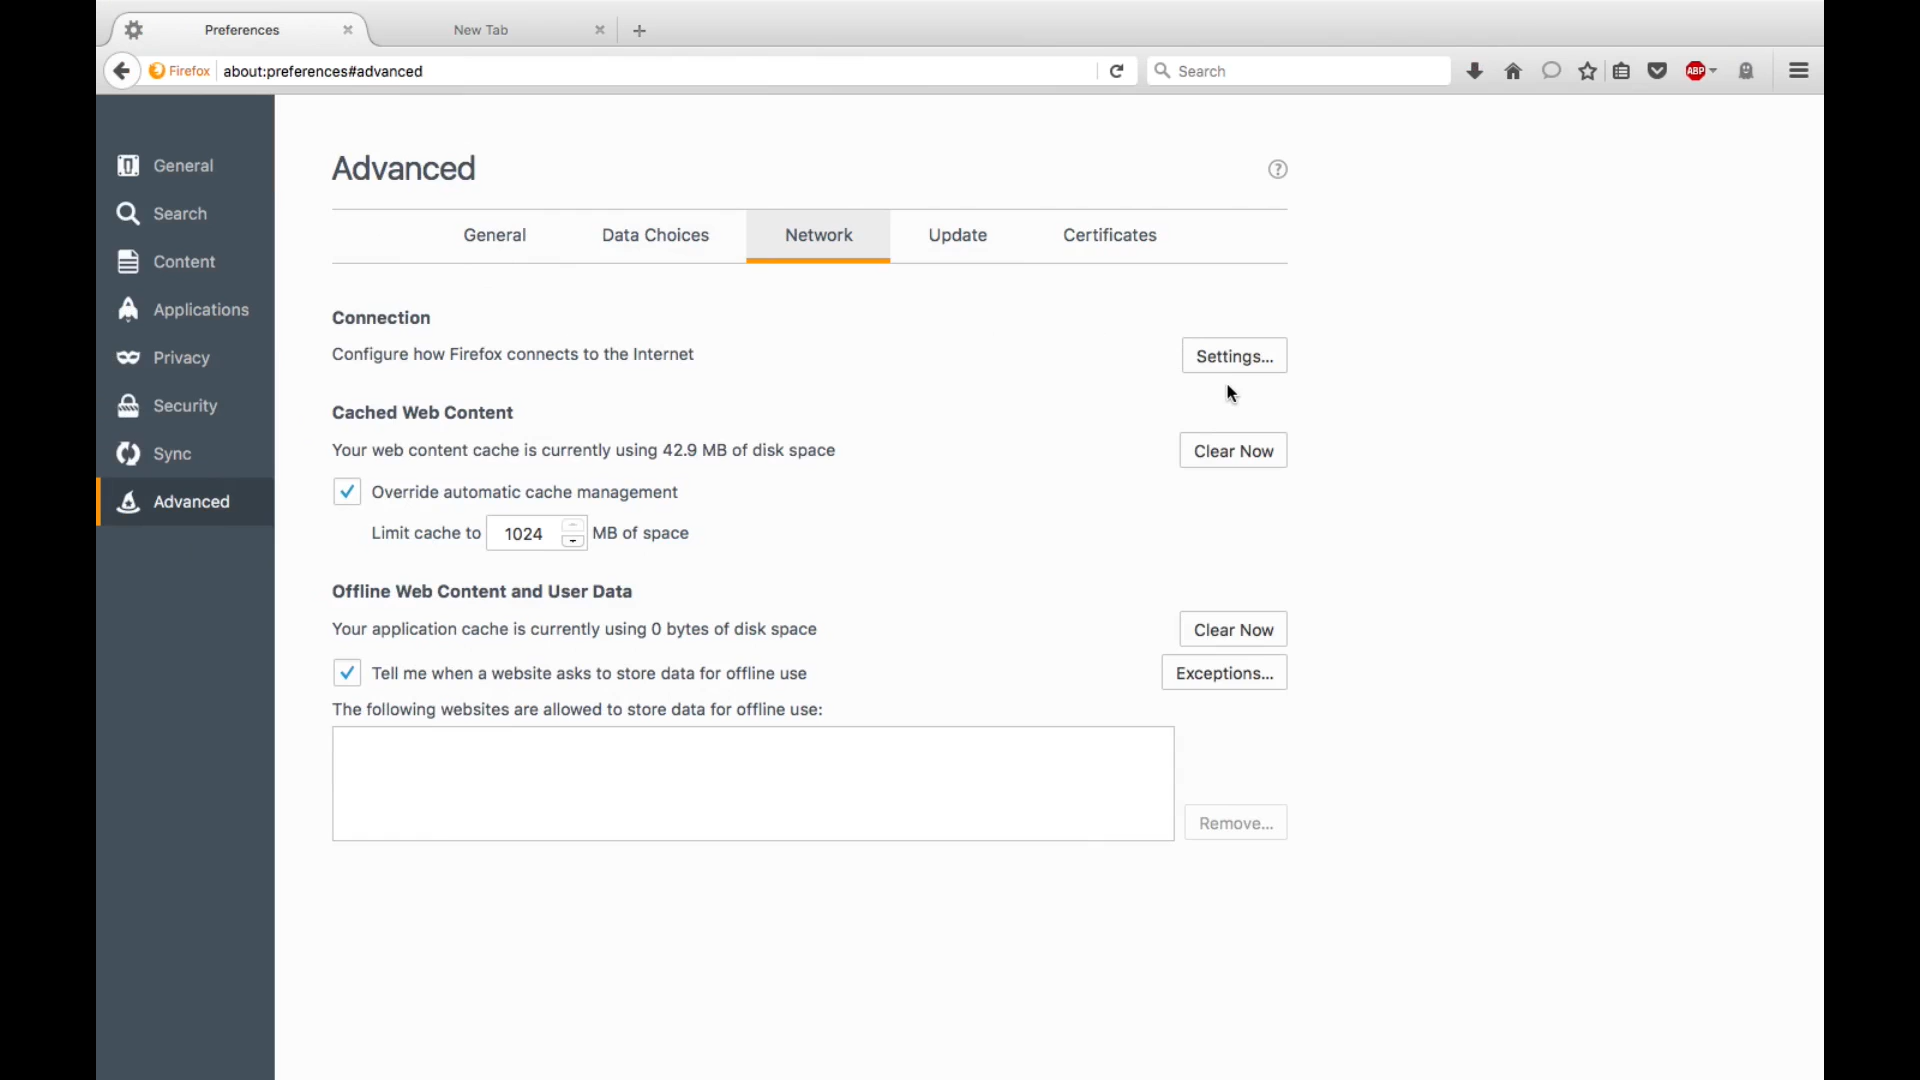 Preferences
New Tab
Firefox
about:preferences#advanced
Search
ABP
General
Search
Content
Applications
Privacy
Security
Sync
Advanced
Advanced
?
General
Data Choices
Network
Update
Certificates
Connection
Configure how Firefox connects to the Internet
Settings...
Cached Web Content
Your web content cache is currently using 42.9 MB of disk space
Clear Now
Override automatic cache management
Limit cache to 1024 MB of space
Offline Web Content and User Data
Your application cache is currently using 0 bytes of disk space
Clear Now
Tell me when a website asks to store data for offline use
Exceptions...
The following websites are allowed to store data for offline use:
Remove...